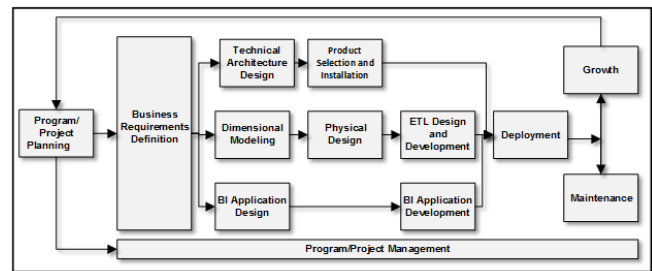 Technical
Architecture
Design
Product
Selection and
Installation
Growth
Program/
Project
Planning
Business
Requirements
Definition
Dimensional
Modeling
Physical
Design
ETL Design
and
Development
Deployment
BI Application
Design
BI Application
Development
Maintenance
Program/Project Management